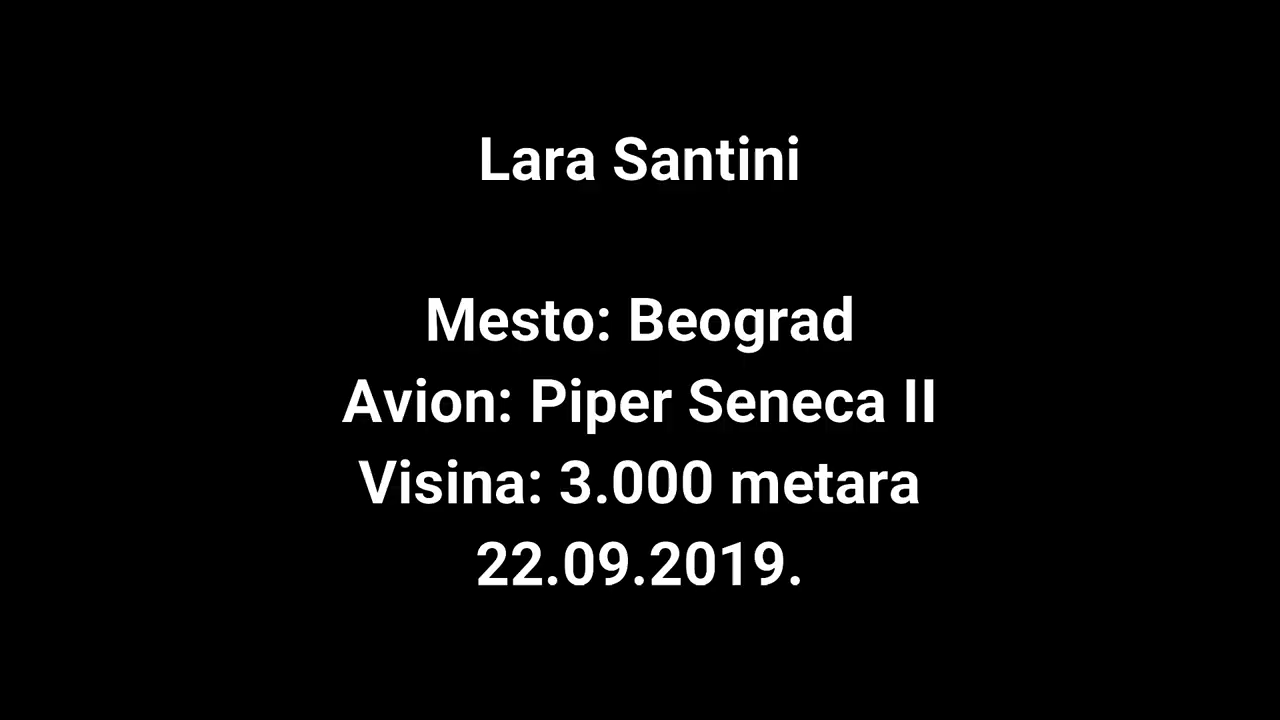 Lara Santini
Mesto: Beograd
Avion: Piper Seneca II
Visina: 3.000 metara
22.09.2019.